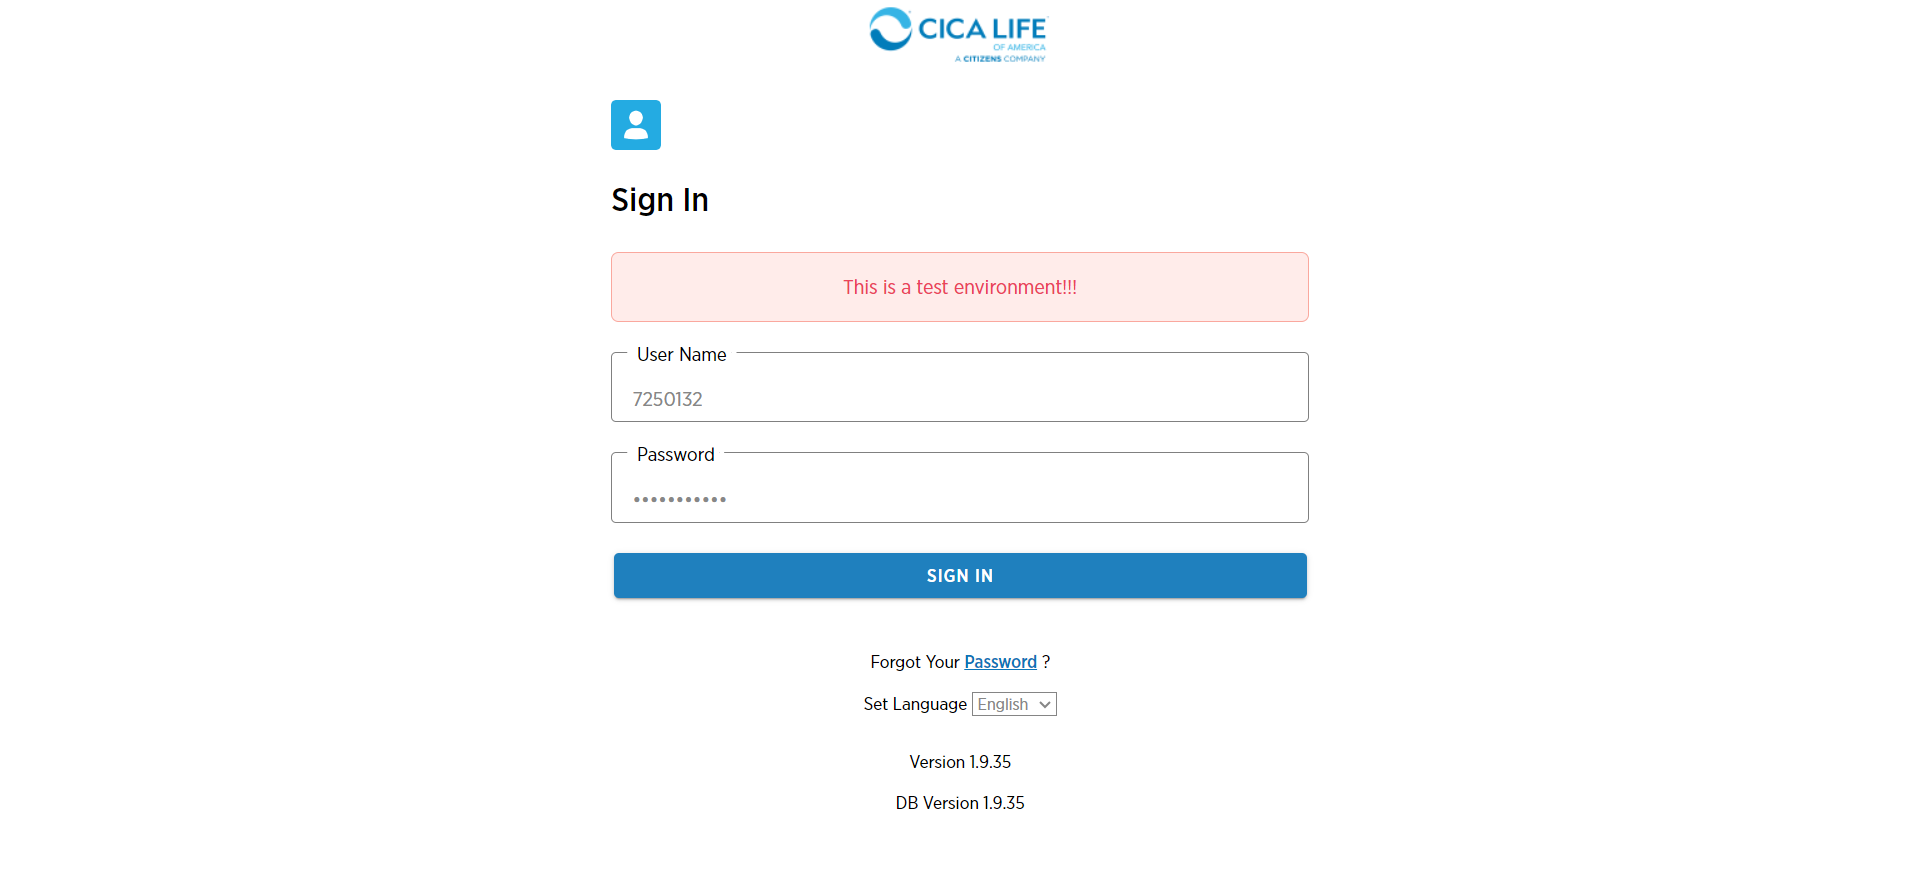 CICA LIFE
OF AMERICA
A CITIZENS COMPANY
Sign In
This is a test environment!!!
User Name
7250132
Password
•••••••••••
SIGN IN
Forgot Your Password ?
Set Language English
Version 1.9.35
DB Version 1.9.35